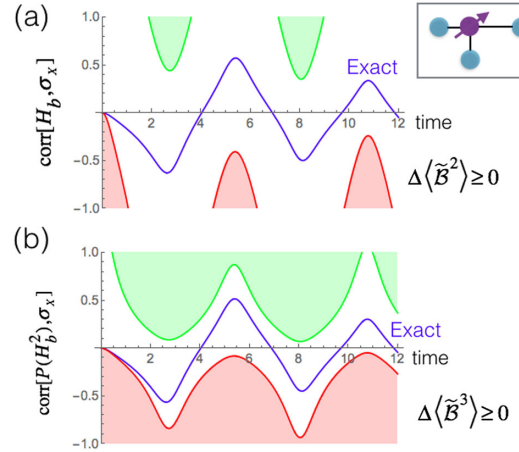 (a)
1.0
0.5
-0.5
-1.0
2 4 6 8 10 12
corr[H_b, σ_x]
Exact
time
Δ⟨𝓑̃²⟩ ≥ 0
(b)
1.0
0.5
-0.5
-1.0
2 4 6 8 10 12
corr[P(H_b²), σ_x]
Exact
time
Δ⟨𝓑̃³⟩ ≥ 0